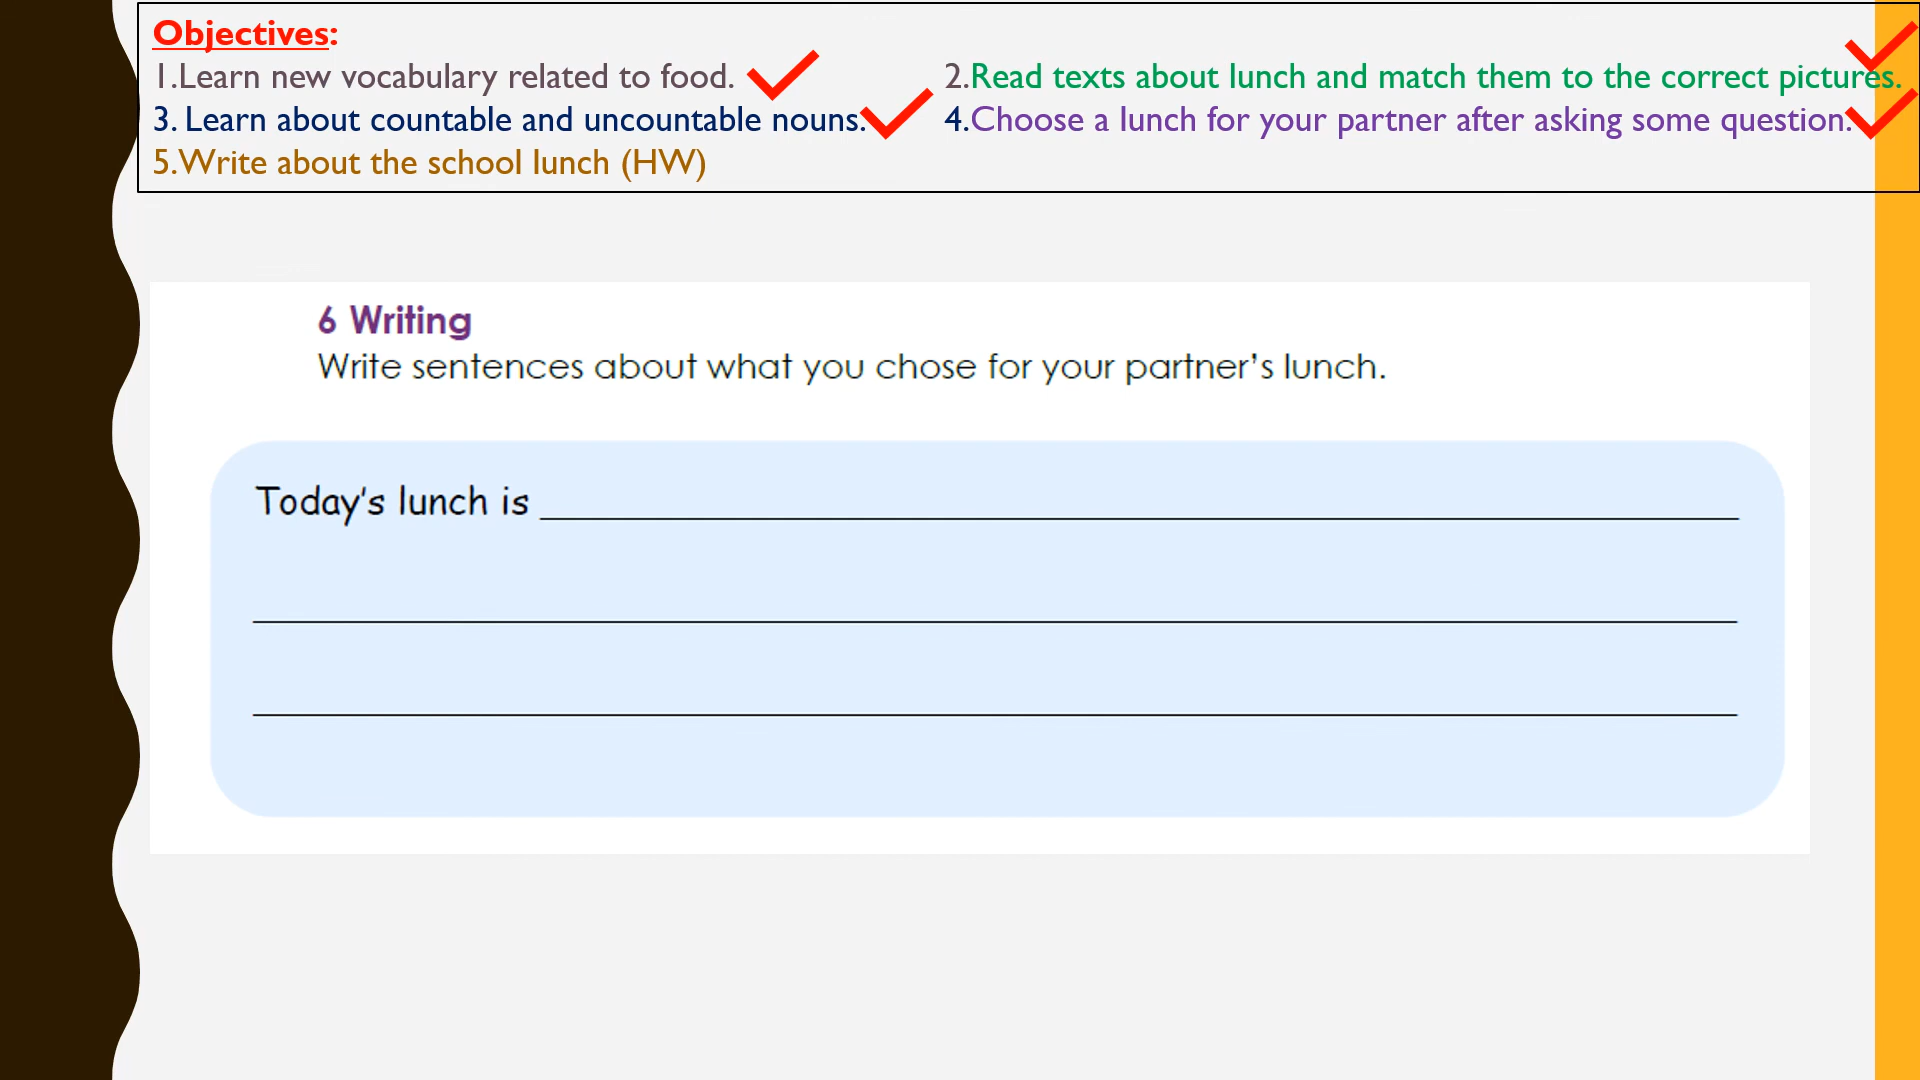 Objectives:
1.Learn new vocabulary related to food. 2.Read texts about lunch and match them to the correct pictures.
3. Learn about countable and uncountable nouns. 4.Choose a lunch for your partner after asking some question.
5.Write about the school lunch (HW)
6 Writing
Write sentences about what you chose for your partner's lunch.
Today's lunch is